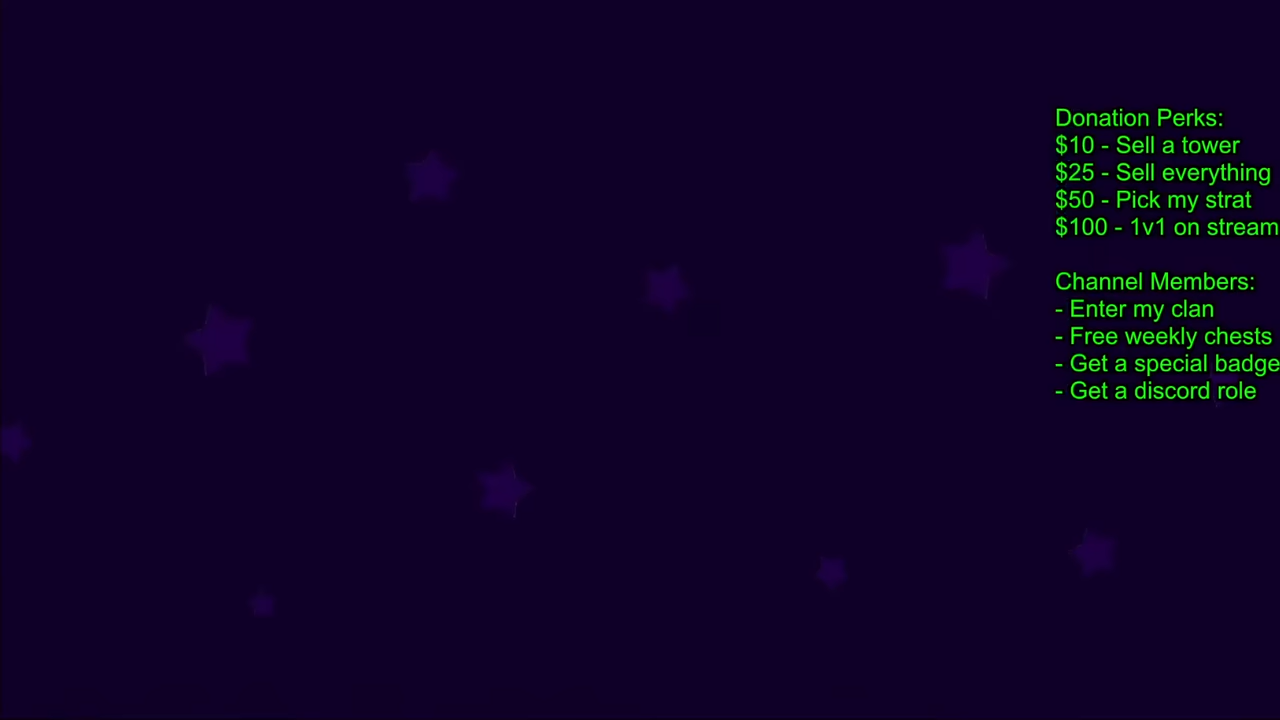 Donation Perks:
$10 - Sell a tower
$25 - Sell everything
$50 - Pick my strat
$100 - 1v1 on stream
Channel Members:
- Enter my clan
- Free weekly chests
- Get a special badge
- Get a discord role